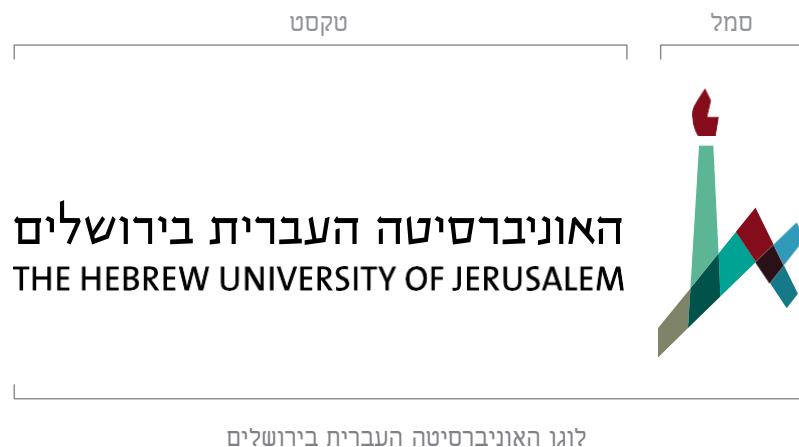 סמל
טקסט
האוניברסיטה העברית בירושלים
THE HEBREW UNIVERSITY OF JERUSALEM
לוגו האוניברסיטה העברית בירושלים